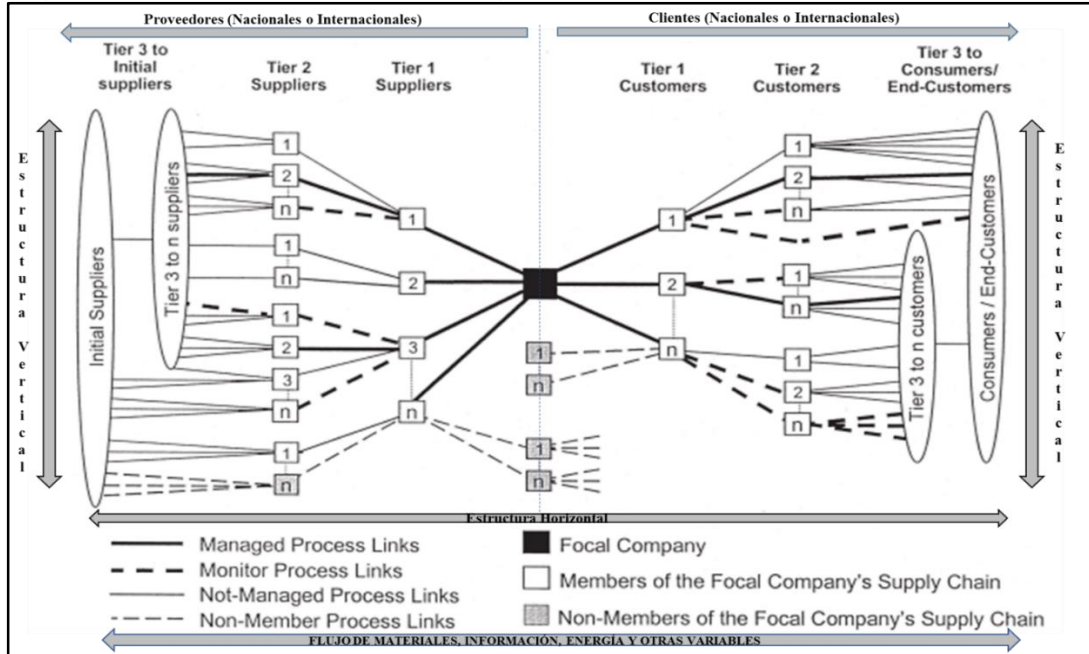 Proveedores (Nacionales o Internacionales)
Clientes (Nacionales o Internacionales)
Tier 3 to
Initial
suppliers
Tier 2
Suppliers
Tier 1
Suppliers
Tier 1
Customers
Tier 2
Customers
Tier 3 to
Consumers/
End-Customers
Estructura Vertical
Initial Suppliers
Tier 3 to n suppliers
1
2
n
1
n
1
2
3
n
1
n
1
2
3
n
1
n
1
n
1
2
n
1
2
n
1
n
1
2
n
Tier 3 to n customers
Consumers / End-Customers
Estructura Vertical
Estructura Horizontal
Managed Process Links
Monitor Process Links
Not-Managed Process Links
Non-Member Process Links
Focal Company
Members of the Focal Company's Supply Chain
Non-Members of the Focal Company's Supply Chain
FLUJO DE MATERIALES, INFORMACIÓN, ENERGÍA Y OTRAS VARIABLES